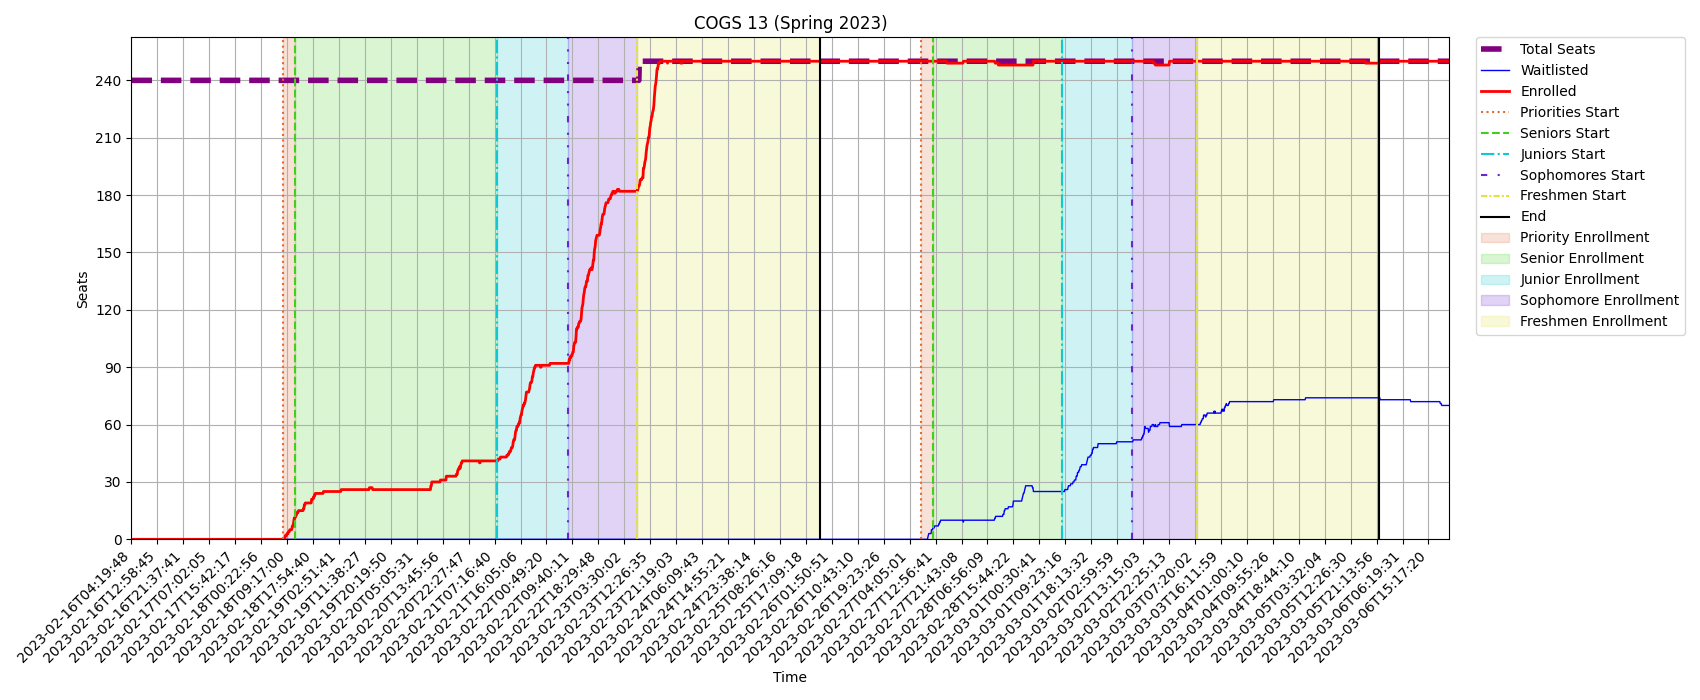 COGS 13 (Spring 2023)
Seats
240
210
180
150
120
90
60
30
0
2023-02-16T04:19:48
2023-02-16T12:58:45
2023-02-16T21:37:41
2023-02-17T07:02:05
2023-02-17T15:42:17
2023-02-18T00:22:56
2023-02-18T09:17:00
2023-02-18T17:54:40
2023-02-19T02:51:41
2023-02-19T11:38:27
2023-02-19T20:19:50
2023-02-20T05:05:31
2023-02-20T13:45:56
2023-02-20T22:27:47
2023-02-21T07:16:40
2023-02-21T16:05:06
2023-02-22T00:49:20
2023-02-22T09:40:11
2023-02-22T18:29:48
2023-02-23T03:30:02
2023-02-23T12:26:35
2023-02-23T21:19:03
2023-02-24T06:09:43
2023-02-24T14:55:21
2023-02-24T23:38:14
2023-02-25T08:26:16
2023-02-25T17:09:18
2023-02-26T01:50:51
2023-02-26T10:43:10
2023-02-26T19:23:26
2023-02-27T04:05:01
2023-02-27T12:56:41
2023-02-27T21:43:08
2023-02-28T06:56:09
2023-02-28T15:44:22
2023-03-01T00:30:41
2023-03-01T09:23:16
2023-03-01T18:13:32
2023-03-02T02:59:59
2023-03-02T13:15:03
2023-03-02T22:25:13
2023-03-03T07:20:02
2023-03-03T16:11:59
2023-03-04T01:00:10
2023-03-04T09:55:26
2023-03-04T18:44:10
2023-03-05T03:32:04
2023-03-05T12:26:30
2023-03-05T21:13:56
2023-03-06T06:19:31
2023-03-06T15:17:20
Time
Total Seats
Waitlisted
Enrolled
Priorities Start
Seniors Start
Juniors Start
Sophomores Start
Freshmen Start
End
Priority Enrollment
Senior Enrollment
Junior Enrollment
Sophomore Enrollment
Freshmen Enrollment